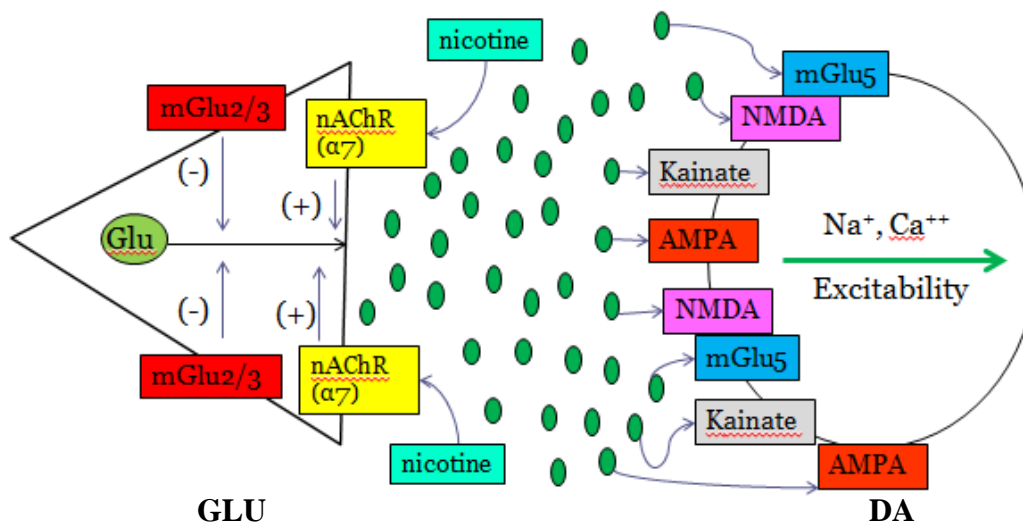 nicotine
mGlu5
mGlu2/3
nAChR
(α7)
NMDA
(-)
Kainate
(+)
Glu
AMPA
Na⁺, Ca⁺⁺
Excitability
(-)
(+)
NMDA
mGlu2/3
nAChR
(α7)
mGlu5
Kainate
nicotine
AMPA
GLU
DA